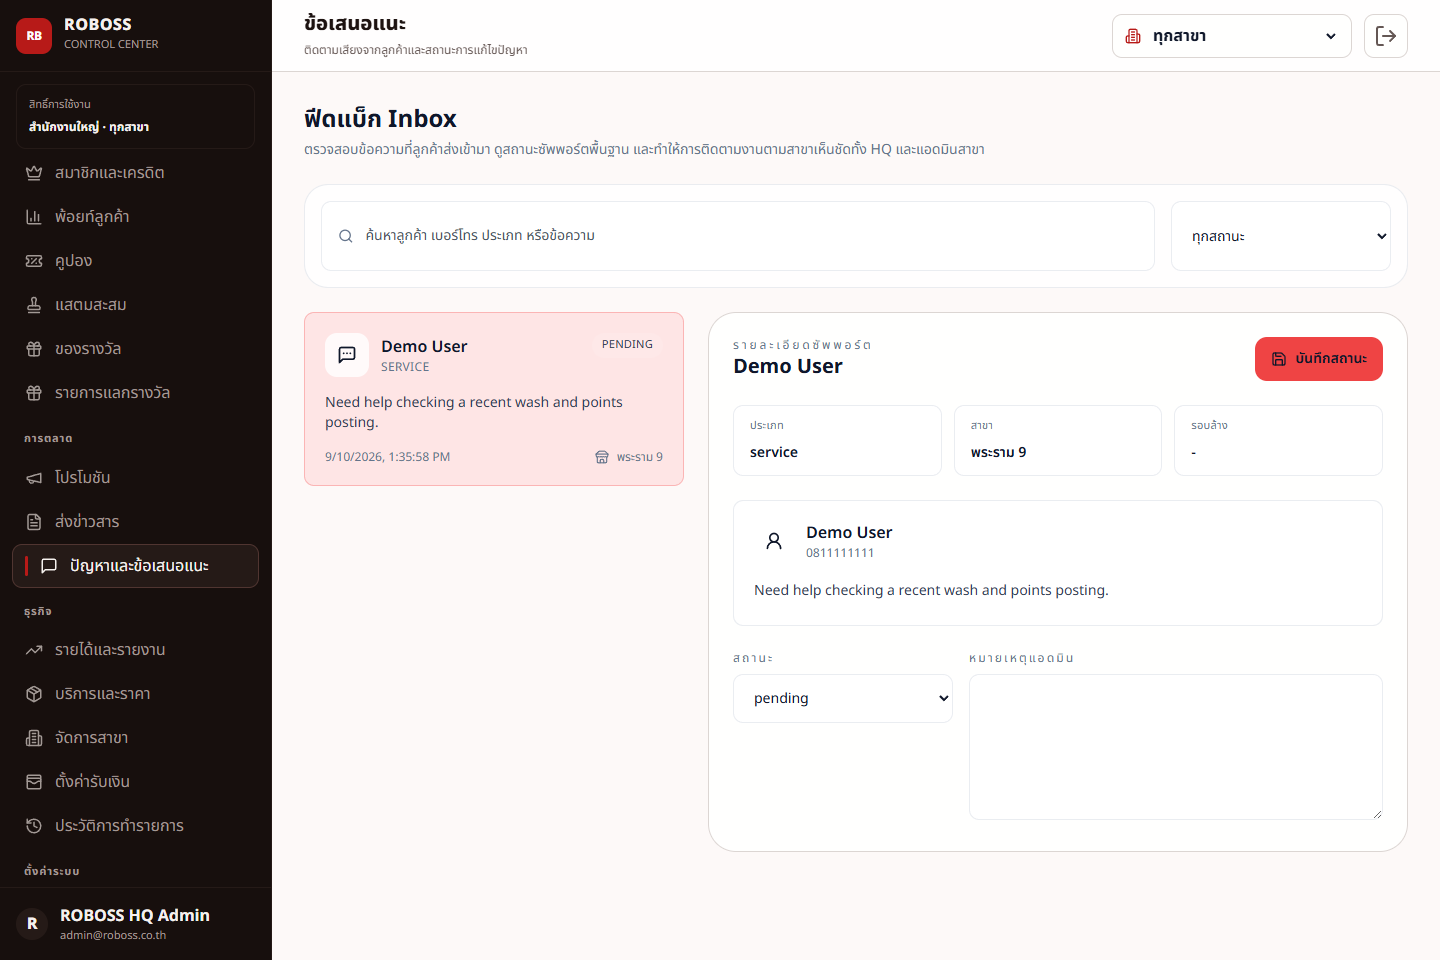 RB
ROBOSS
CONTROL CENTER
สิทธิ์การใช้งาน
สำนักงานใหญ่ · ทุกสาขา
สมาชิกและเครดิต
พ้อยท์ลูกค้า
คูปอง
แสตมสะสม
ของรางวัล
รายการแลกรางวัล
การตลาด
โปรโมชัน
ส่งข่าวสาร
ปัญหาและข้อเสนอแนะ
ธุรกิจ
รายได้และรายงาน
บริการและราคา
จัดการสาขา
ตั้งค่ารับเงิน
ประวัติการทำรายการ
ตั้งค่าระบบ
R
ROBOSS HQ Admin
admin@roboss.co.th
ข้อเสนอแนะ
ติดตามเสียงจากลูกค้าและสถานะการแก้ไขปัญหา
ทุกสาขา
ฟีดแบ็ก Inbox
ตรวจสอบข้อความที่ลูกค้าส่งเข้ามา ดูสถานะซัพพอร์ตพื้นฐาน และทำให้การติดตามงานตามสาขาเห็นชัดทั้ง HQ และแอดมินสาขา
ค้นหาลูกค้า เบอร์โทร ประเภท หรือข้อความ
ทุกสถานะ
Demo User
SERVICE
PENDING
Need help checking a recent wash and points
posting.
9/10/2026, 1:35:58 PM
พระราม 9
รายละเอียดซัพพอร์ต
Demo User
บันทึกสถานะ
ประเภท
service
สาขา
พระราม 9
รอบล้าง
-
Demo User
0811111111
Need help checking a recent wash and points posting.
สถานะ
pending
หมายเหตุแอดมิน